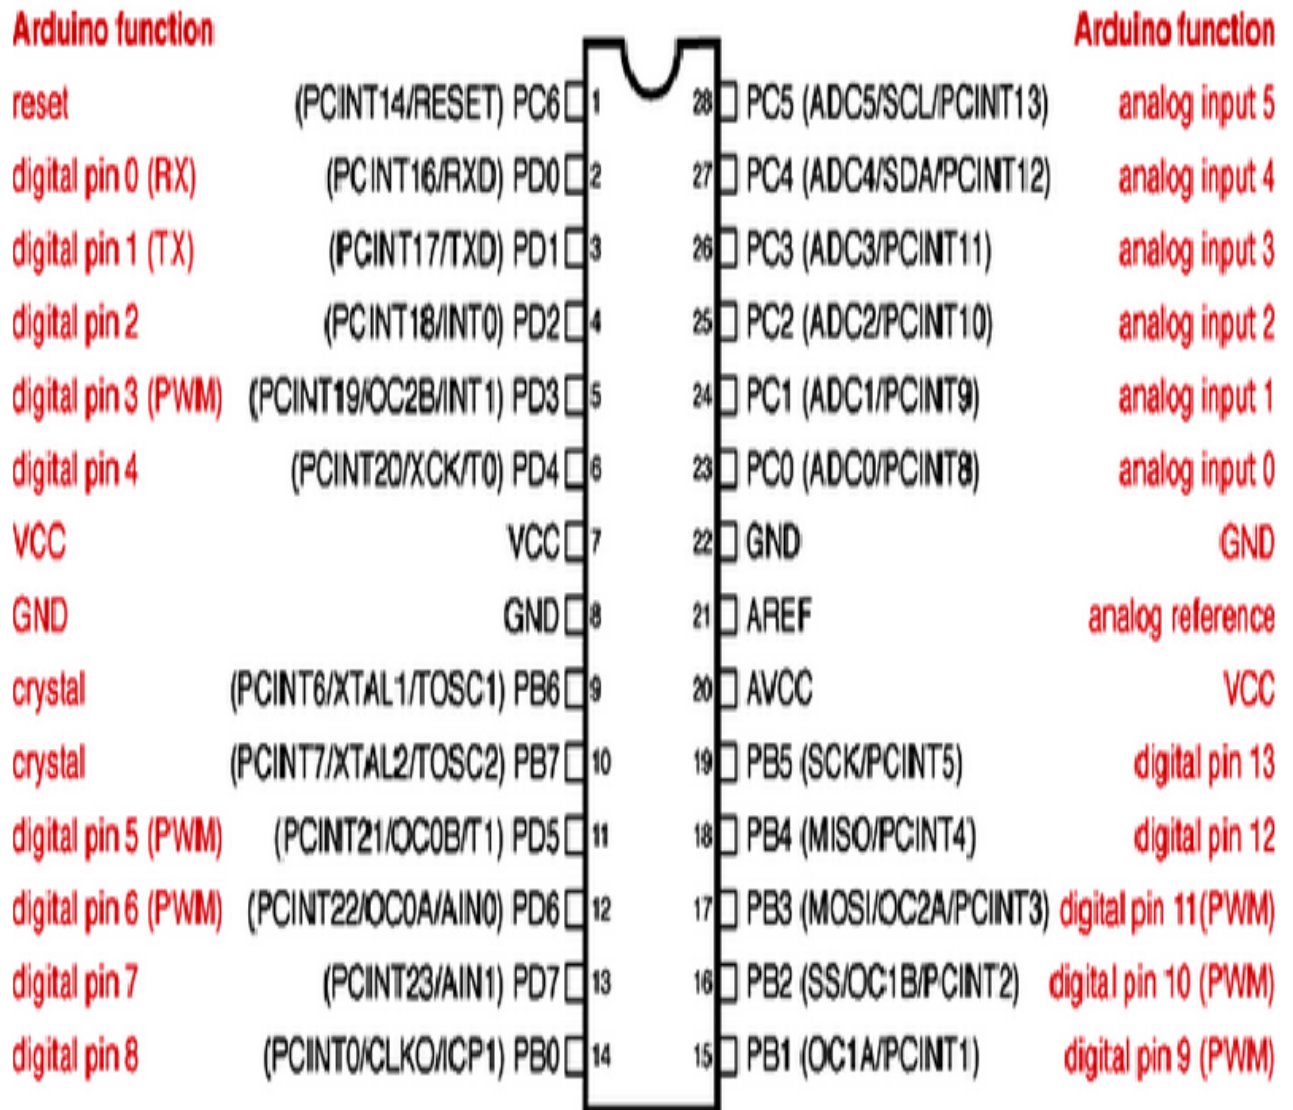 Arduino function Arduino function
reset (PCINT14/RESET) PC6 1 28 PC5 (ADC5/SCL/PCINT13) analog input 5
digital pin 0 (RX) (PCINT16/RXD) PD0 2 27 PC4 (ADC4/SDA/PCINT12) analog input 4
digital pin 1 (TX) (PCINT17/TXD) PD1 3 26 PC3 (ADC3/PCINT11) analog input 3
digital pin 2 (PCINT18/INT0) PD2 4 25 PC2 (ADC2/PCINT10) analog input 2
digital pin 3 (PWM) (PCINT19/OC2B/INT1) PD3 5 24 PC1 (ADC1/PCINT9) analog input 1
digital pin 4 (PCINT20/XCK/T0) PD4 6 23 PC0 (ADC0/PCINT8) analog input 0
VCC VCC 7 22 GND GND
GND GND 8 21 AREF analog reference
crystal (PCINT6/XTAL1/TOSC1) PB6 9 20 AVCC VCC
crystal (PCINT7/XTAL2/TOSC2) PB7 10 19 PB5 (SCK/PCINT5) digital pin 13
digital pin 5 (PWM) (PCINT21/OC0B/T1) PD5 11 18 PB4 (MISO/PCINT4) digital pin 12
digital pin 6 (PWM) (PCINT22/OC0A/AIN0) PD6 12 17 PB3 (MOSI/OC2A/PCINT3) digital pin 11(PWM)
digital pin 7 (PCINT23/AIN1) PD7 13 16 PB2 (SS/OC1B/PCINT2) digital pin 10 (PWM)
digital pin 8 (PCINT0/CLKO/ICP1) PB0 14 15 PB1 (OC1A/PCINT1) digital pin 9 (PWM)